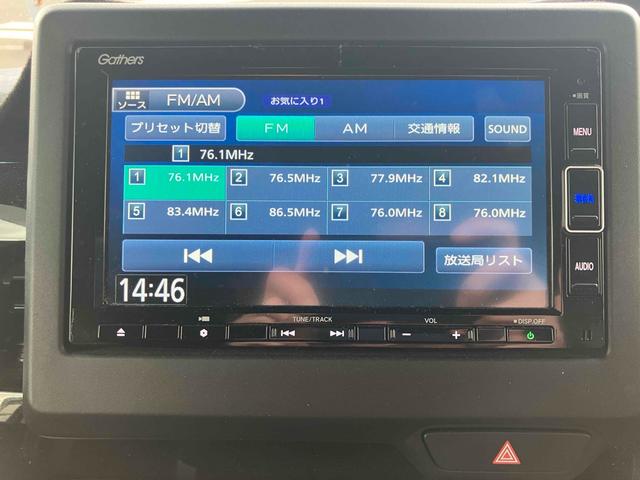 Gathers
ソース FM/AM お気に入り1
■画質
プリセット切替 FM AM 交通情報 SOUND
MENU
1 76.1MHz
1 76.1MHz 2 76.5MHz 3 77.9MHz 4 82.1MHz
5 83.4MHz 6 86.5MHz 7 76.0MHz 8 76.0MHz
放送局リスト
AUDIO
14:46
TUNE/TRACK VOL ■DISP.OFF